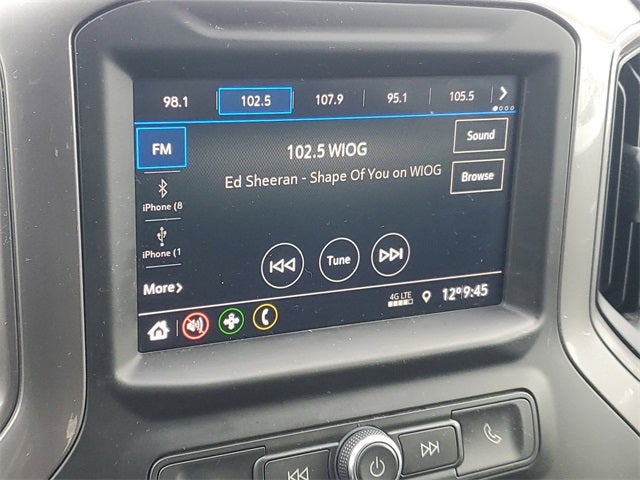 98.1 102.5 107.9 95.1 105.5
FM
102.5 WIOG
Sound
Ed Sheeran - Shape Of You on WIOG
Browse
iPhone (8
iPhone (1
Tune
More
4G LTE
12° 9:45